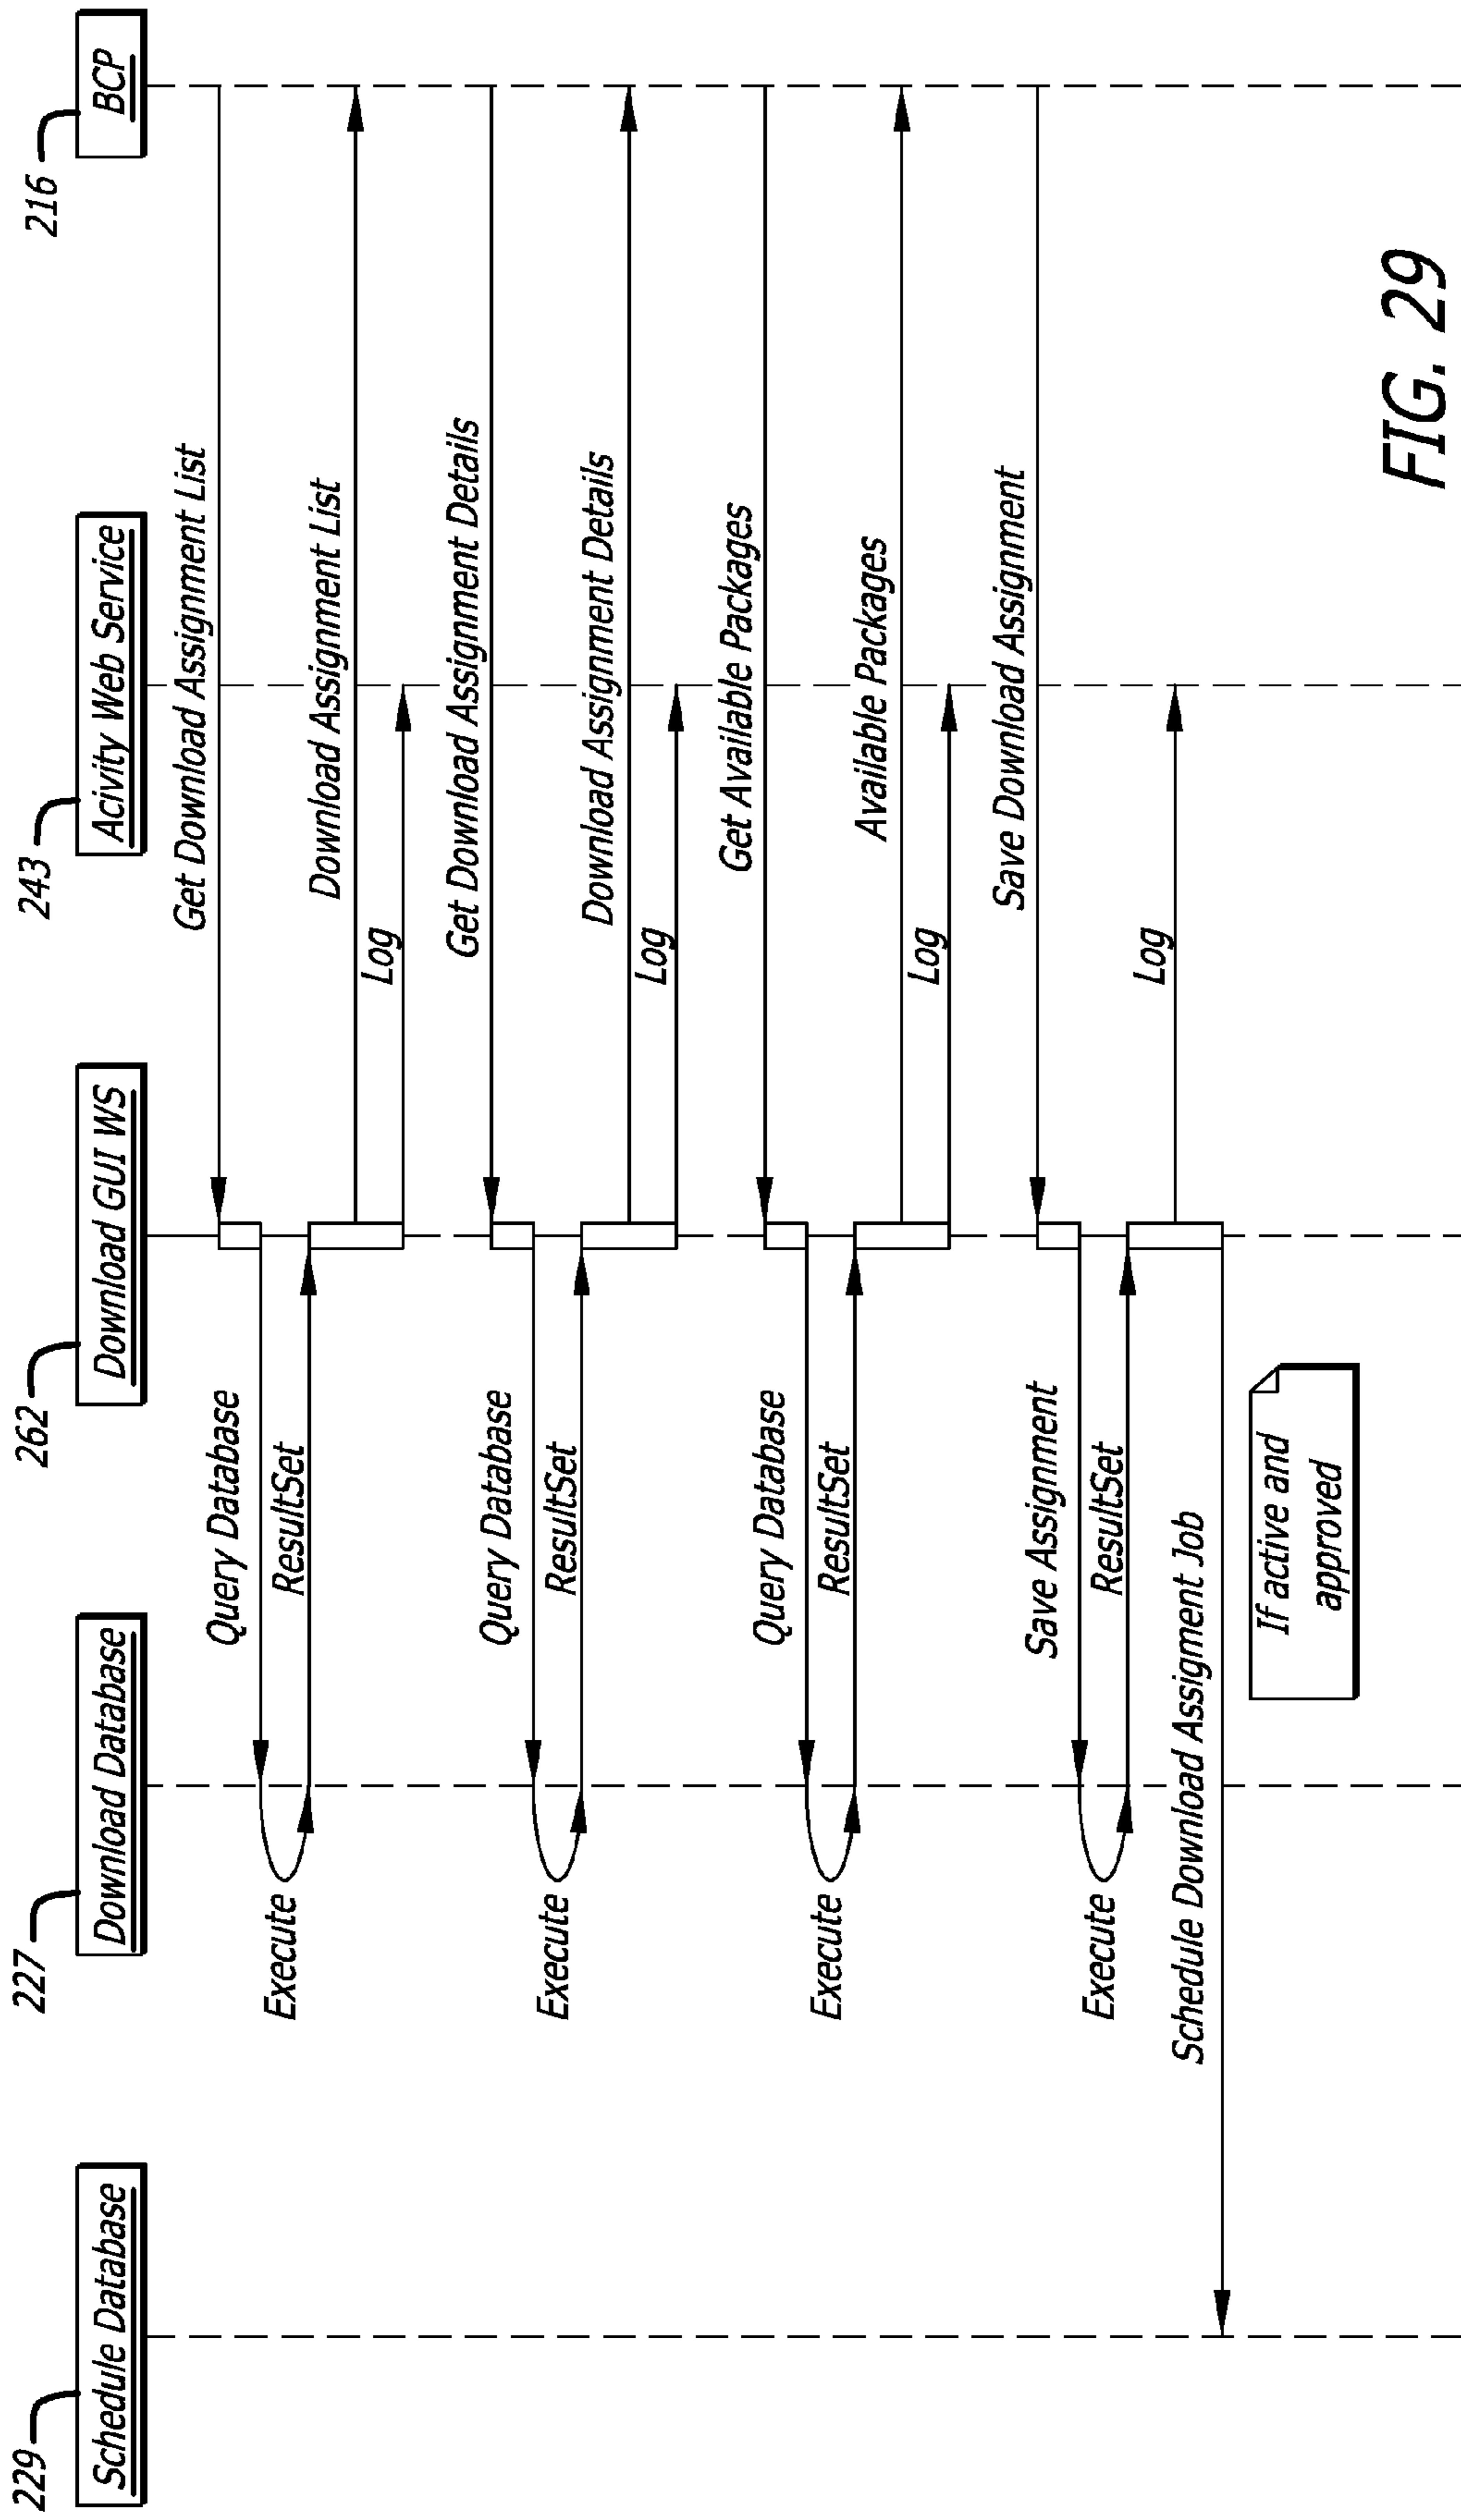 229
227
262
243
216
Schedule Database
Download Database
Download GUI WS
Acivity Web Service
BCP
Get Download Assignment List
Query Database
Execute
ResultSet
Download Assignment List
Log
Get Download Assignment Details
Query Database
Execute
ResultSet
Download Assignment Details
Log
Get Available Packages
Query Database
Execute
ResultSet
Available Packages
Log
Save Download Assignment
Save Assignment
Execute
ResultSet
Log
Schedule Download Assigment Job
If active and
approved
FIG. 29